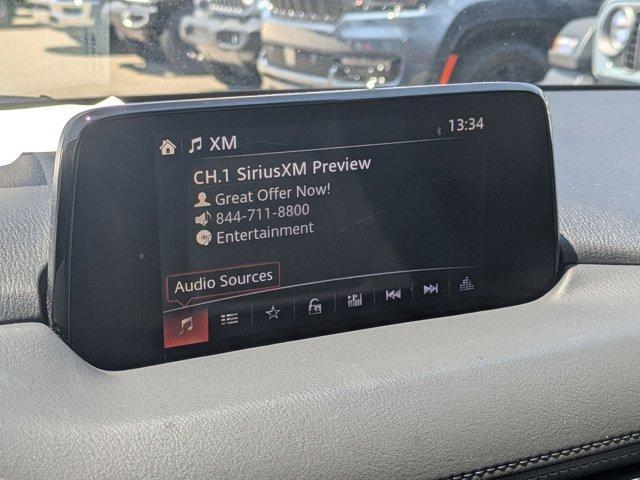 XM
13:34
CH.1 SiriusXM Preview
Great Offer Now!
844-711-8800
Entertainment
Audio Sources